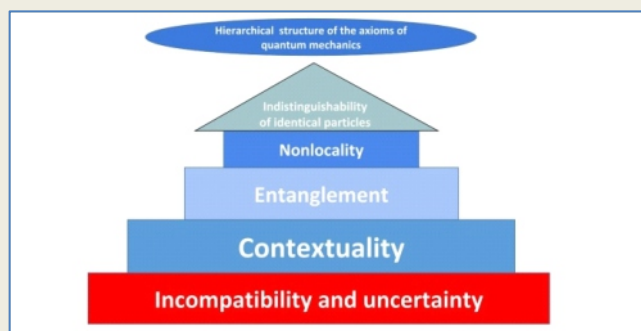 Hierarchical structure of the axioms of
quantum mechanics
Indistinguishability
of identical particles
Nonlocality
Entanglement
Contextuality
Incompatibility and uncertainty